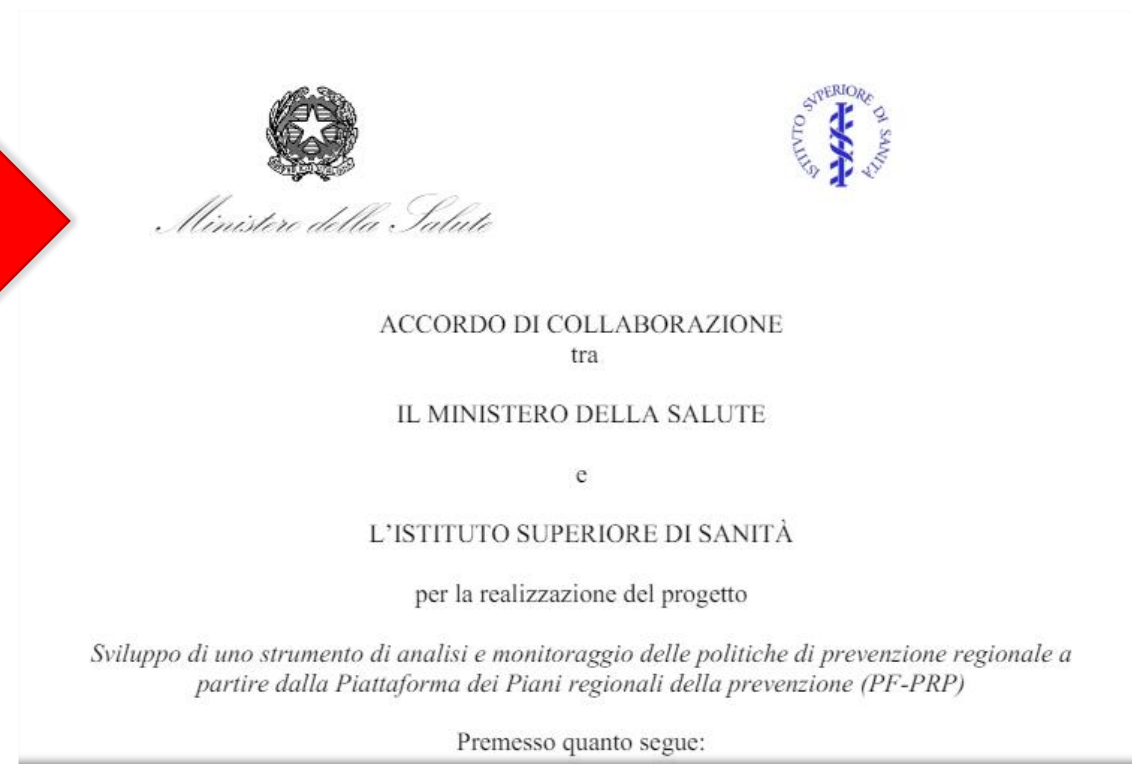 ISTITVTO SVPERIORE DI SANITÀ
Ministero della Salute
ACCORDO DI COLLABORAZIONE
tra
IL MINISTERO DELLA SALUTE
e
L’ISTITUTO SUPERIORE DI SANITÀ
per la realizzazione del progetto
Sviluppo di uno strumento di analisi e monitoraggio delle politiche di prevenzione regionale a
partire dalla Piattaforma dei Piani regionali della prevenzione (PF-PRP)
Premesso quanto segue: